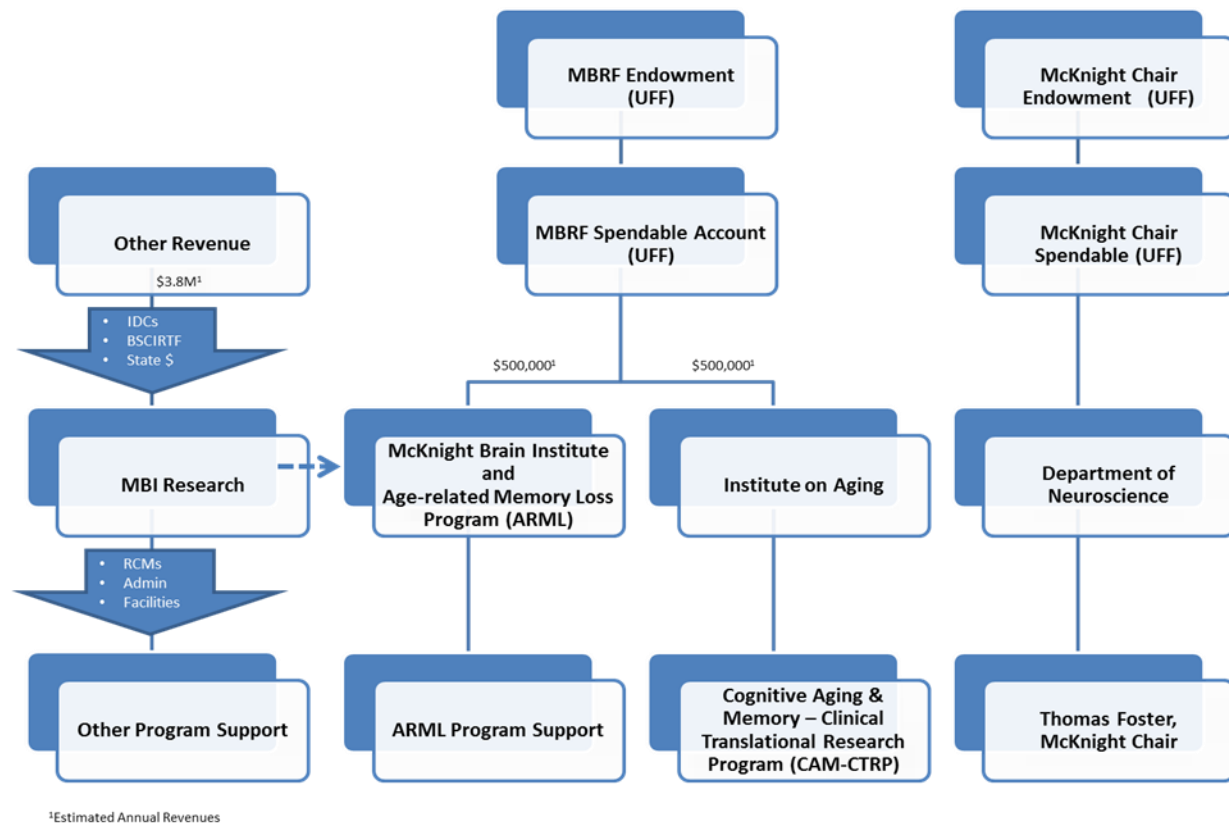 MBRF Endowment
(UFF)
McKnight Chair
Endowment (UFF)
Other Revenue
$3.8M¹
MBRF Spendable Account
(UFF)
McKnight Chair
Spendable (UFF)
• IDCs
• BSCIRTF
• State $
$500,000¹
$500,000¹
MBI Research
McKnight Brain Institute
and
Age-related Memory Loss
Program (ARML)
Institute on Aging
Department of
Neuroscience
• RCMs
• Admin
• Facilities
Other Program Support
ARML Program Support
Cognitive Aging &
Memory – Clinical
Translational Research
Program (CAM-CTRP)
Thomas Foster,
McKnight Chair
¹Estimated Annual Revenues